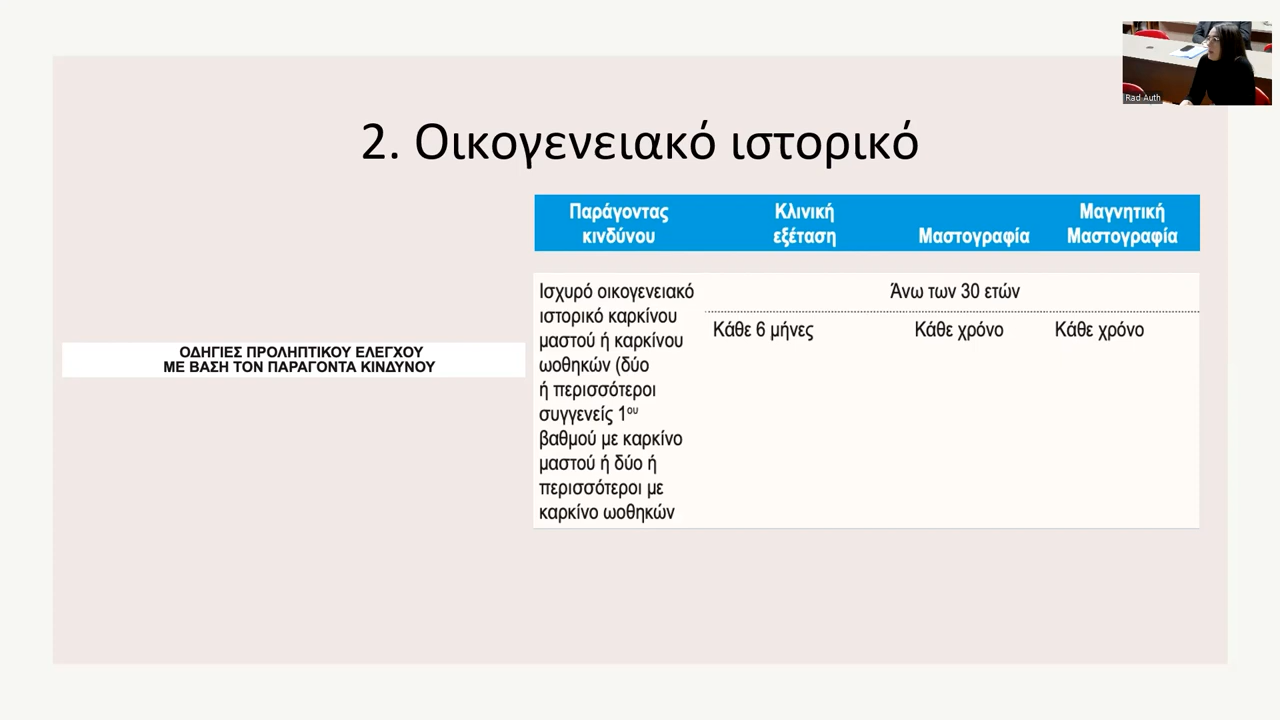 Rad Auth
2. Οικογενειακό ιστορικό
Παράγοντας κινδύνου
Κλινική εξέταση
Μαστογραφία
Μαγνητική Μαστογραφία
Ισχυρό οικογενειακό
ιστορικό καρκίνου
μαστού ή καρκίνου
ωοθηκών (δύο
ή περισσότεροι
συγγενείς 1ου
βαθμού με καρκίνο
μαστού ή δύο ή
περισσότεροι με
καρκίνο ωοθηκών
Άνω των 30 ετών
Κάθε 6 μήνες
Κάθε χρόνο
Κάθε χρόνο
ΟΔΗΓΙΕΣ ΠΡΟΛΗΠΤΙΚΟΥ ΕΛΕΓΧΟΥ
ΜΕ ΒΑΣΗ ΤΟΝ ΠΑΡΑΓΟΝΤΑ ΚΙΝΔΥΝΟΥ